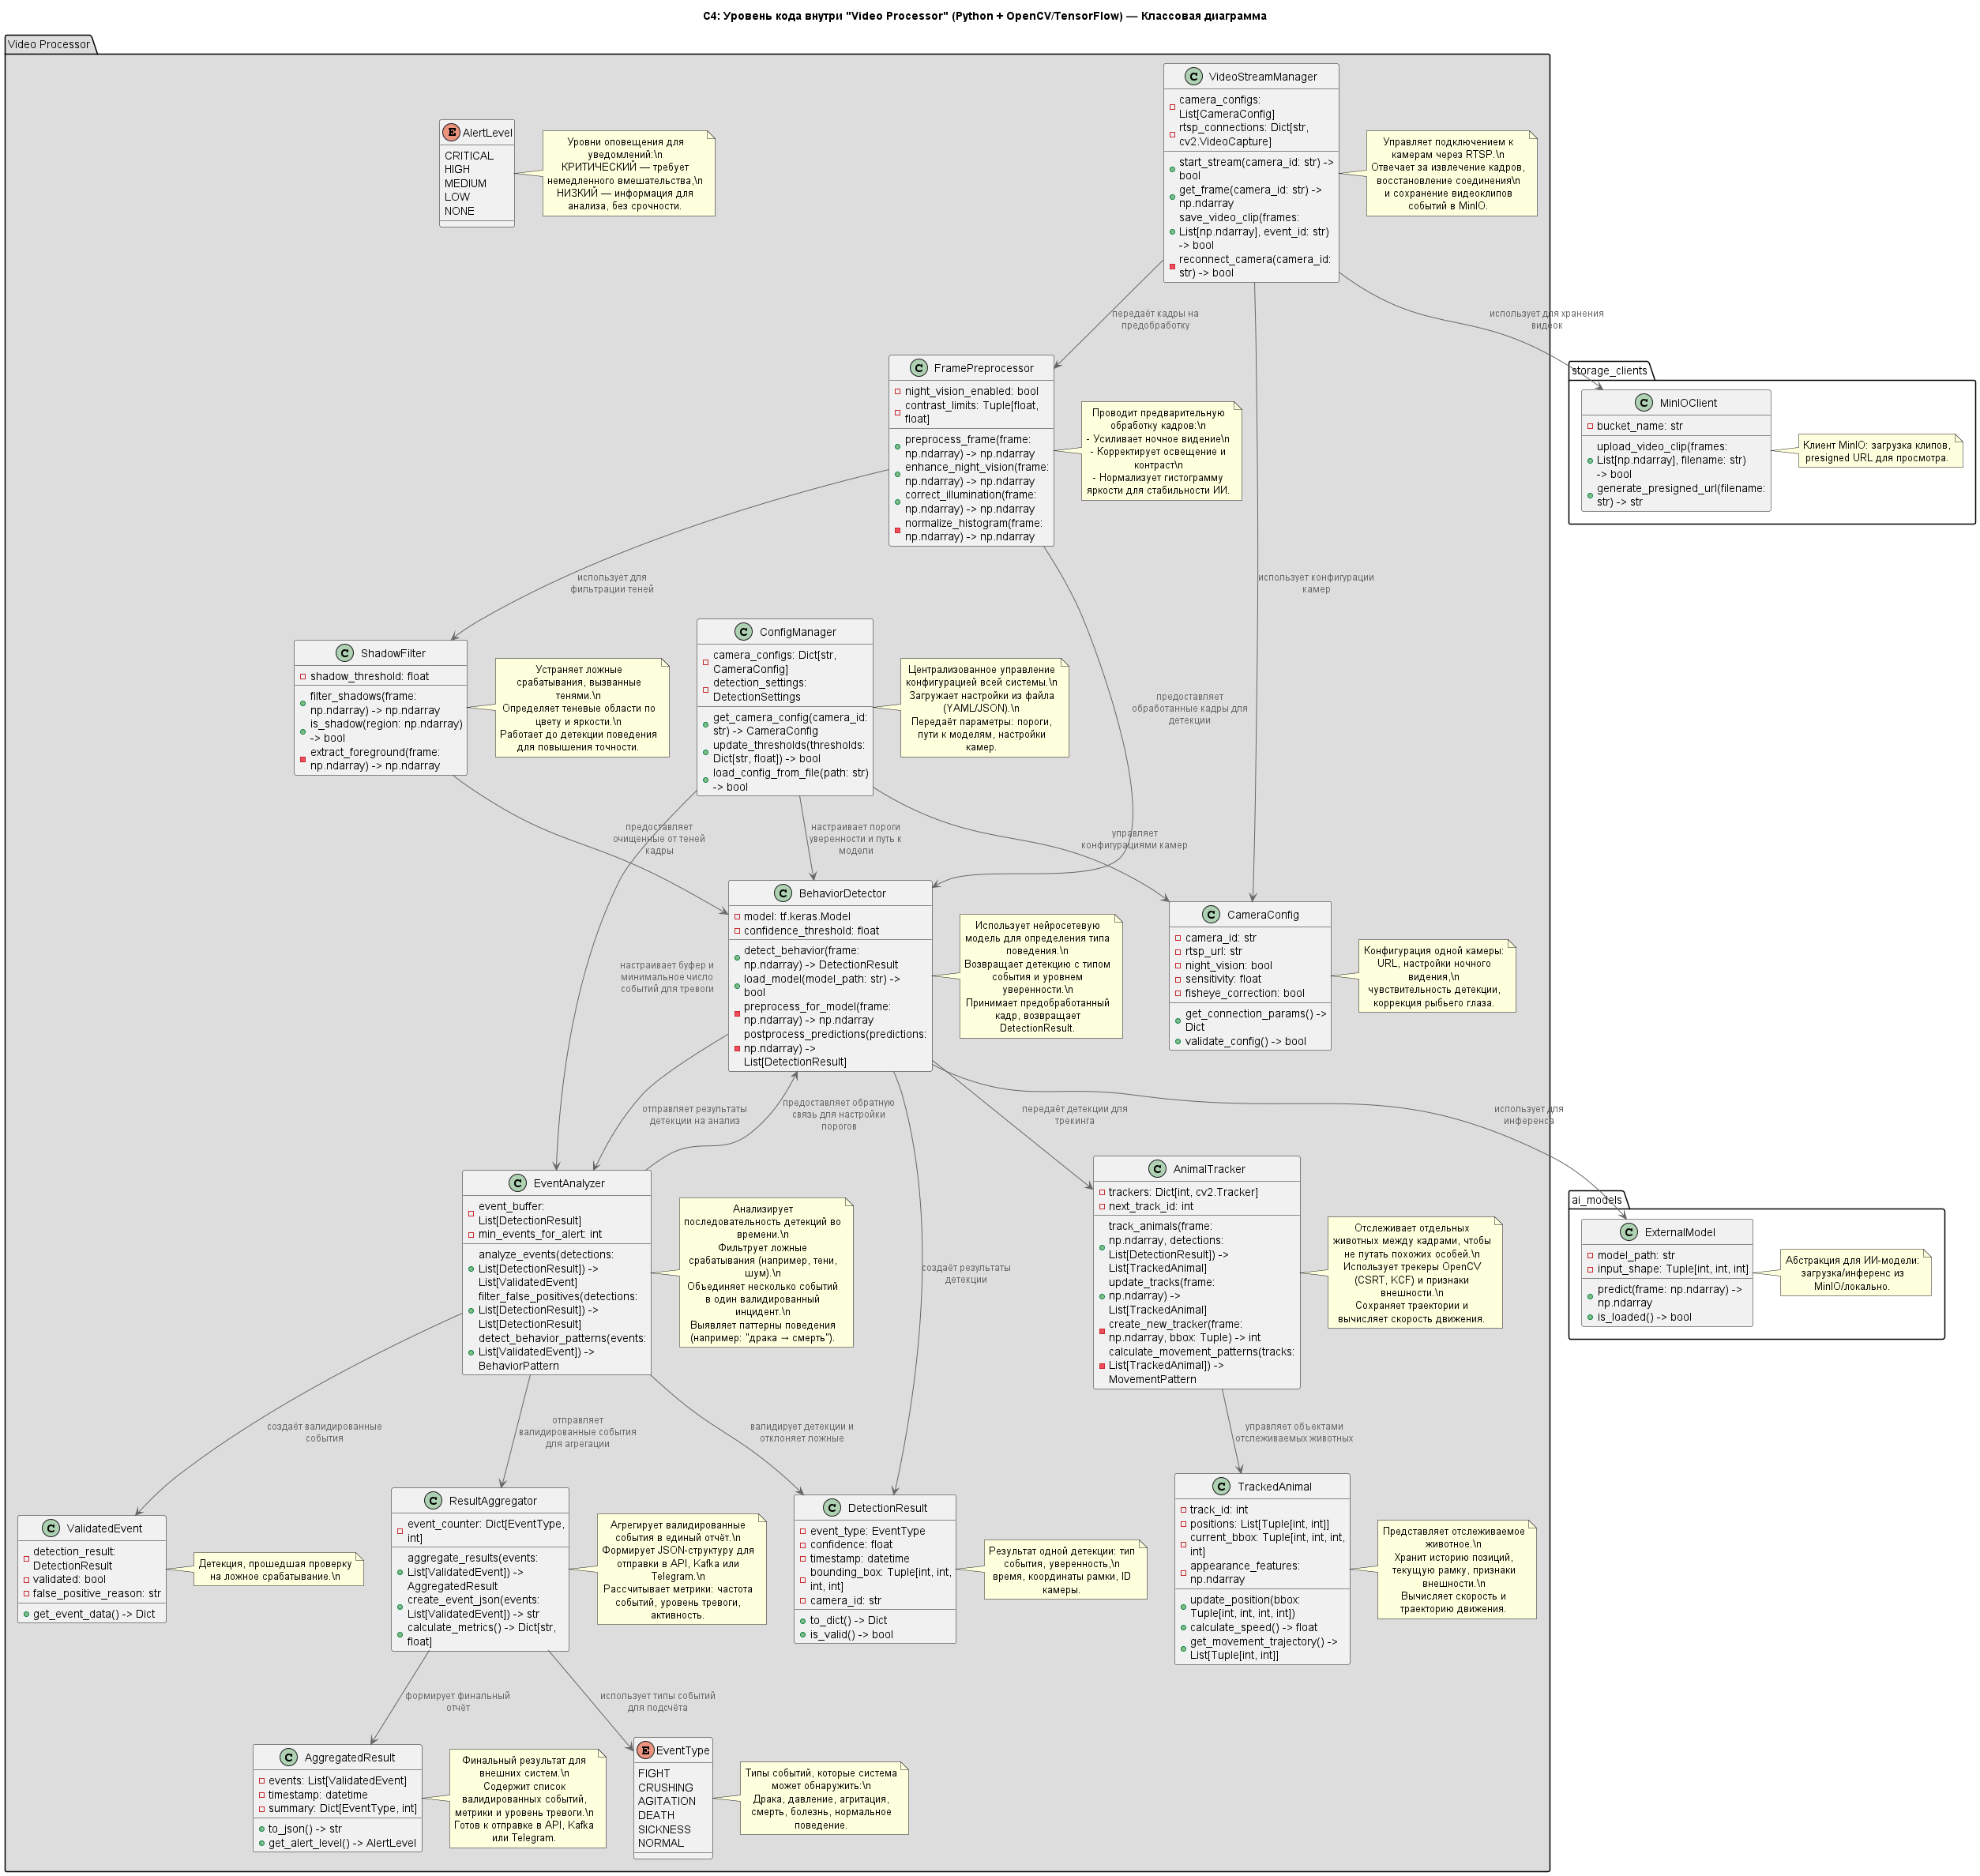 C4: Уровень кода внутри "Video Processor" (Python + OpenCV/TensorFlow) — Классовая диаграмма
Video Processor
VideoStreamManager
camera_configs:
List[CameraConfig]
rtsp_connections: Dict[str,
cv2.VideoCapture]
start_stream(camera_id: str) ->
bool
get_frame(camera_id: str) ->
np.ndarray
save_video_clip(frames:
List[np.ndarray], event_id: str)
-> bool
reconnect_camera(camera_id:
str) -> bool
Управляет подключением к
камерам через RTSP.\n
Отвечает за извлечение кадров,
восстановление соединения\n
и сохранение видеоклипов
событий в MinIO.
AlertLevel
CRITICAL
HIGH
MEDIUM
LOW
NONE
Уровни оповещения для
уведомлений:\n
КРИТИЧЕСКИЙ — требует
немедленного вмешательства,\n
НИЗКИЙ — информация для
анализа, без срочности.
передаёт кадры на
предобработку
использует для хранения
видеок
storage_clients
MinIOClient
bucket_name: str
upload_video_clip(frames:
List[np.ndarray], filename: str)
-> bool
generate_presigned_url(filename:
str) -> str
Клиент MinIO: загрузка клипов,
presigned URL для просмотра.
FramePreprocessor
night_vision_enabled: bool
contrast_limits: Tuple[float,
float]
preprocess_frame(frame:
np.ndarray) -> np.ndarray
enhance_night_vision(frame:
np.ndarray) -> np.ndarray
correct_illumination(frame:
np.ndarray) -> np.ndarray
normalize_histogram(frame:
np.ndarray) -> np.ndarray
Проводит предварительную
обработку кадров:\n
- Усиливает ночное видение\n
- Корректирует освещение и
контраст\n
- Нормализует гистограмму
яркости для стабильности ИИ.
использует для
фильтрации теней
использует конфигурации
камер
ShadowFilter
shadow_threshold: float
filter_shadows(frame:
np.ndarray) -> np.ndarray
is_shadow(region: np.ndarray)
-> bool
extract_foreground(frame:
np.ndarray) -> np.ndarray
Устраняет ложные
срабатывания, вызванные
тенями.\n
Определяет теневые области по
цвету и яркости.\n
Работает до детекции поведения
для повышения точности.
ConfigManager
camera_configs: Dict[str,
CameraConfig]
detection_settings:
DetectionSettings
get_camera_config(camera_id:
str) -> CameraConfig
update_thresholds(thresholds:
Dict[str, float]) -> bool
load_config_from_file(path: str)
-> bool
Централизованное управление
конфигурацией всей системы.\n
Загружает настройки из файла
(YAML/JSON).\n
Передаёт параметры: пороги,
пути к моделям, настройки
камер.
предоставляет
обработанные кадры для
детекции
предоставляет
очищенные от теней
кадры
настраивает пороги
уверенности и путь к
модели
управляет
конфигурациями камер
BehaviorDetector
model: tf.keras.Model
confidence_threshold: float
detect_behavior(frame:
np.ndarray) -> DetectionResult
load_model(model_path: str) ->
bool
preprocess_for_model(frame:
np.ndarray) -> np.ndarray
postprocess_predictions(predictions:
np.ndarray) ->
List[DetectionResult]
Использует нейросетевую
модель для определения типа
поведения.\n
Возвращает детекцию с типом
события и уровнем
уверенности.\n
Принимает предобработанный
кадр, возвращает
DetectionResult.
CameraConfig
camera_id: str
rtsp_url: str
night_vision: bool
sensitivity: float
fisheye_correction: bool
get_connection_params() ->
Dict
validate_config() -> bool
Конфигурация одной камеры:
URL, настройки ночного
видения,\n
чувствительность детекции,
коррекция рыбьего глаза.
настраивает буфер и
минимальное число
событий для тревоги
отправляет результаты
детекции на анализ
предоставляет обратную
связь для настройки
порогов
передаёт детекции для
трекинга
использует для
инференса
EventAnalyzer
event_buffer:
List[DetectionResult]
min_events_for_alert: int
analyze_events(detections:
List[DetectionResult]) ->
List[ValidatedEvent]
filter_false_positives(detections:
List[DetectionResult]) ->
List[DetectionResult]
detect_behavior_patterns(events:
List[ValidatedEvent]) ->
BehaviorPattern
Анализирует
последовательность детекций во
времени.\n
Фильтрует ложные
срабатывания (например, тени,
шум).\n
Объединяет несколько событий
в один валидированный
инцидент.\n
Выявляет паттерны поведения
(например: "драка → смерть").
создаёт результаты
детекции
AnimalTracker
trackers: Dict[int, cv2.Tracker]
next_track_id: int
track_animals(frame:
np.ndarray, detections:
List[DetectionResult]) ->
List[TrackedAnimal]
update_tracks(frame:
np.ndarray) ->
List[TrackedAnimal]
create_new_tracker(frame:
np.ndarray, bbox: Tuple) -> int
calculate_movement_patterns(tracks:
List[TrackedAnimal]) ->
MovementPattern
Отслеживает отдельных
животных между кадрами, чтобы
не путать похожих особей.\n
Использует трекеры OpenCV
(CSRT, KCF) и признаки
внешности.\n
Сохраняет траектории и
вычисляет скорость движения.
ai_models
ExternalModel
model_path: str
input_shape: Tuple[int, int, int]
predict(frame: np.ndarray) ->
np.ndarray
is_loaded() -> bool
Абстракция для ИИ-модели:
загрузка/инференс из
MinIO/локально.
создаёт валидированные
события
отправляет
валидированные события
для агрегации
валидирует детекции и
отклоняет ложные
управляет объектами
отслеживаемых животных
ValidatedEvent
detection_result:
DetectionResult
validated: bool
false_positive_reason: str
get_event_data() -> Dict
Детекция, прошедшая проверку
на ложное срабатывание.\n
ResultAggregator
event_counter: Dict[EventType,
int]
aggregate_results(events:
List[ValidatedEvent]) ->
AggregatedResult
create_event_json(events:
List[ValidatedEvent]) -> str
calculate_metrics() -> Dict[str,
float]
Агрегирует валидированные
события в единый отчёт.\n
Формирует JSON-структуру для
отправки в API, Kafka или
Telegram.\n
Рассчитывает метрики: частота
событий, уровень тревоги,
активность.
DetectionResult
event_type: EventType
confidence: float
timestamp: datetime
bounding_box: Tuple[int, int,
int, int]
camera_id: str
to_dict() -> Dict
is_valid() -> bool
Результат одной детекции: тип
события, уверенность,\n
время, координаты рамки, ID
камеры.
TrackedAnimal
track_id: int
positions: List[Tuple[int, int]]
current_bbox: Tuple[int, int, int,
int]
appearance_features:
np.ndarray
update_position(bbox:
Tuple[int, int, int, int])
calculate_speed() -> float
get_movement_trajectory() ->
List[Tuple[int, int]]
Представляет отслеживаемое
животное.\n
Хранит историю позиций,
текущую рамку, признаки
внешности.\n
Вычисляет скорость и
траекторию движения.
формирует финальный
отчёт
использует типы событий
для подсчёта
AggregatedResult
events: List[ValidatedEvent]
timestamp: datetime
summary: Dict[EventType, int]
to_json() -> str
get_alert_level() -> AlertLevel
Финальный результат для
внешних систем.\n
Содержит список
валидированных событий,
метрики и уровень тревоги.\n
Готов к отправке в API, Kafka
или Telegram.
EventType
FIGHT
CRUSHING
AGITATION
DEATH
SICKNESS
NORMAL
Типы событий, которые система
может обнаружить:\n
Драка, давление, агритация,
смерть, болезнь, нормальное
поведение.